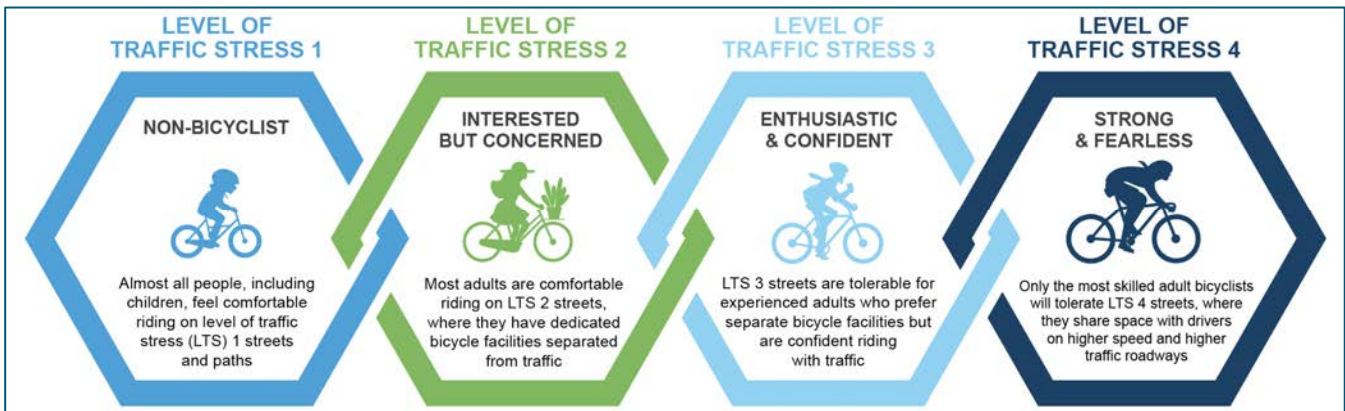 LEVEL OF
TRAFFIC STRESS 1
NON-BICYCLIST
Almost all people, including
children, feel comfortable
riding on level of traffic
stress (LTS) 1 streets
and paths
LEVEL OF
TRAFFIC STRESS 2
INTERESTED
BUT CONCERNED
Most adults are comfortable
riding on LTS 2 streets,
where they have dedicated
bicycle facilities separated
from traffic
LEVEL OF
TRAFFIC STRESS 3
ENTHUSIASTIC
& CONFIDENT
LTS 3 streets are tolerable for
experienced adults who prefer
separate bicycle facilities but
are confident riding
with traffic
LEVEL OF
TRAFFIC STRESS 4
STRONG
& FEARLESS
Only the most skilled adult bicyclists
will tolerate LTS 4 streets, where
they share space with drivers
on higher speed and higher
traffic roadways